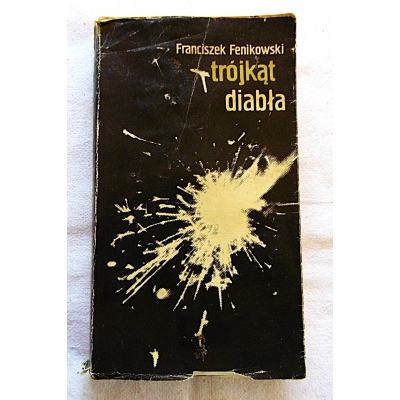 Franciszek Fenikowski
trójkąt
diabła